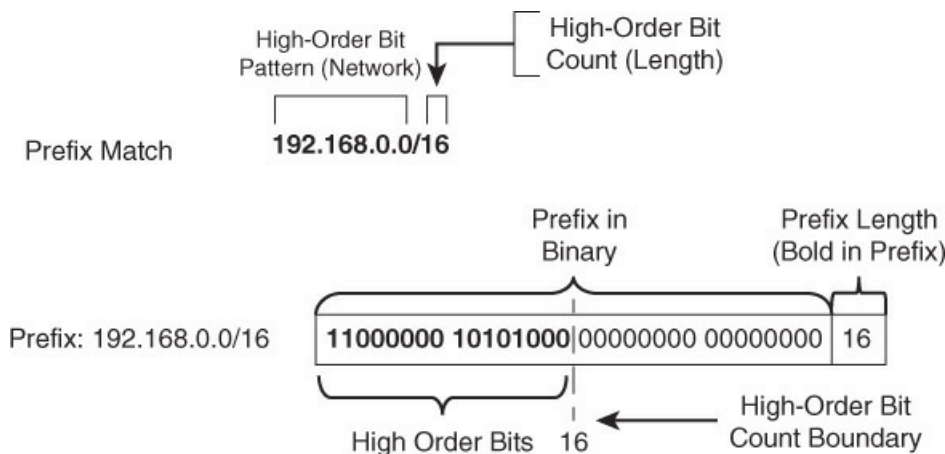 High-Order Bit
Pattern (Network)
High-Order Bit
Count (Length)
Prefix Match
192.168.0.0/16
Prefix in
Binary
Prefix Length
(Bold in Prefix)
Prefix: 192.168.0.0/16
11000000 10101000 00000000 00000000 16
High Order Bits
16
High-Order Bit
Count Boundary